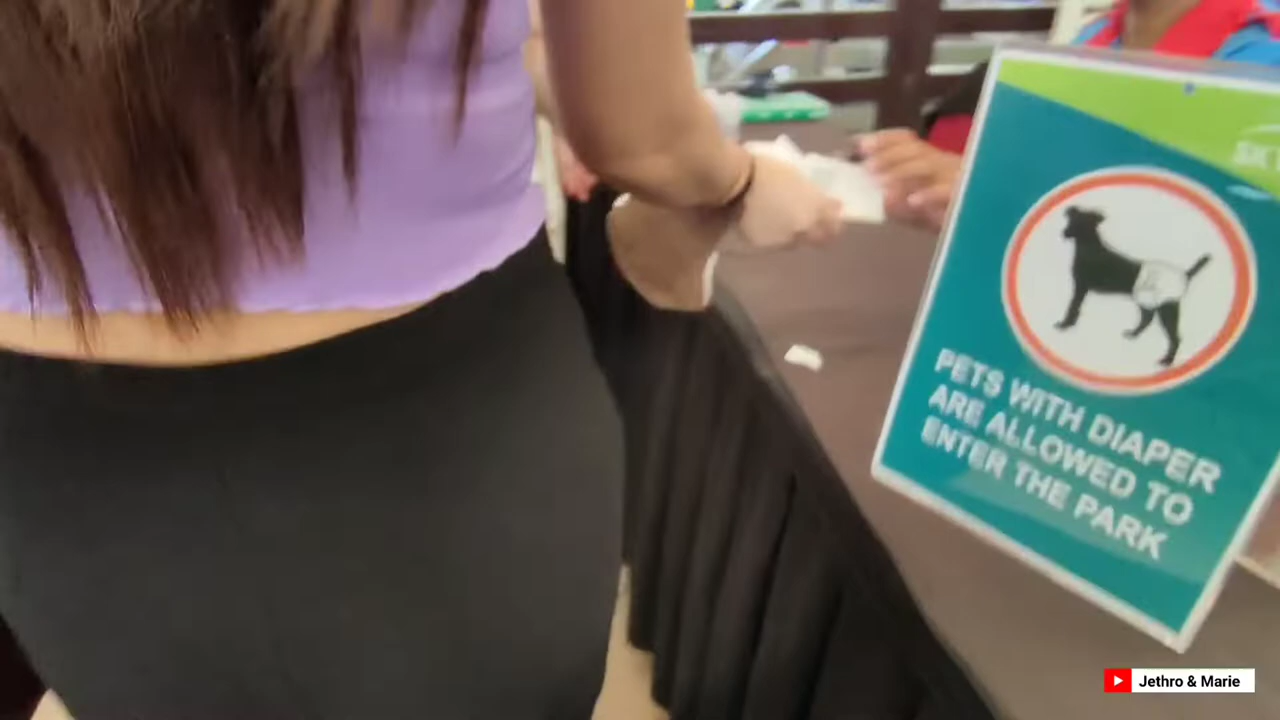 PETS WITH DIAPER
ARE ALLOWED TO
ENTER THE PARK
Jethro & Marie